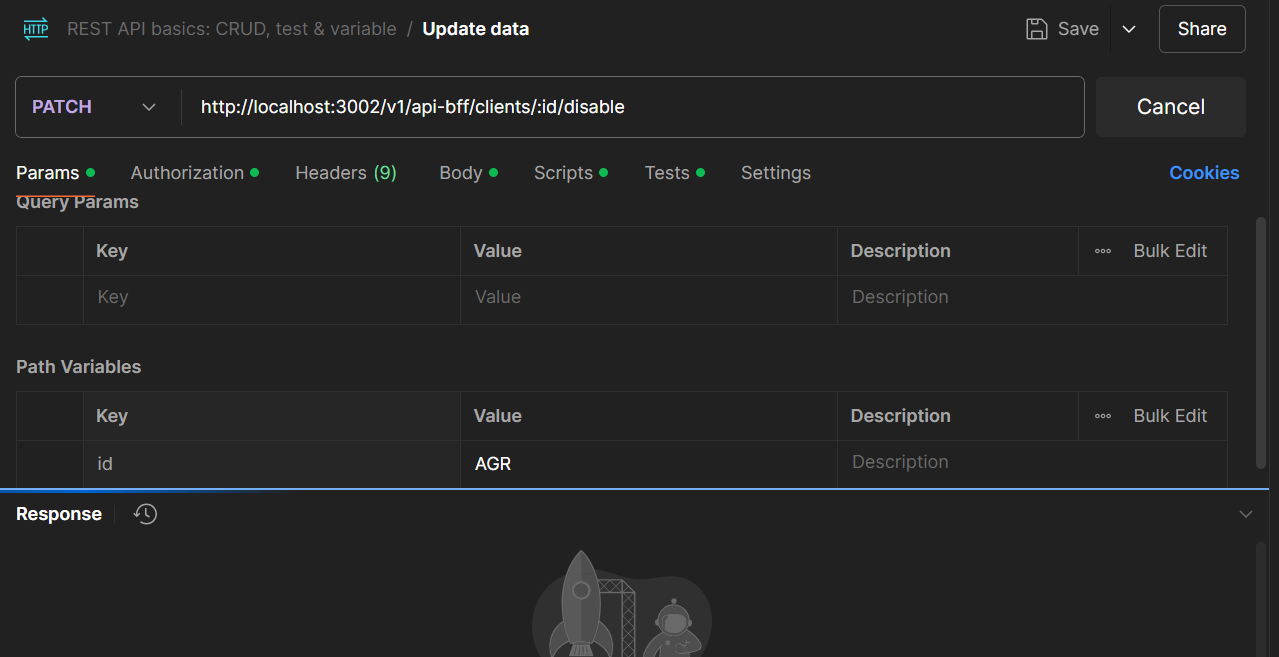 HTTP REST API basics: CRUD, test & variable / Update data Save Share
PATCH http://localhost:3002/v1/api-bff/clients/:id/disable Cancel
Params Authorization Headers (9) Body Scripts Tests Settings Cookies
Query Params
Key Value Description Bulk Edit
Key Value Description
Path Variables
Key Value Description Bulk Edit
id AGR Description
Response